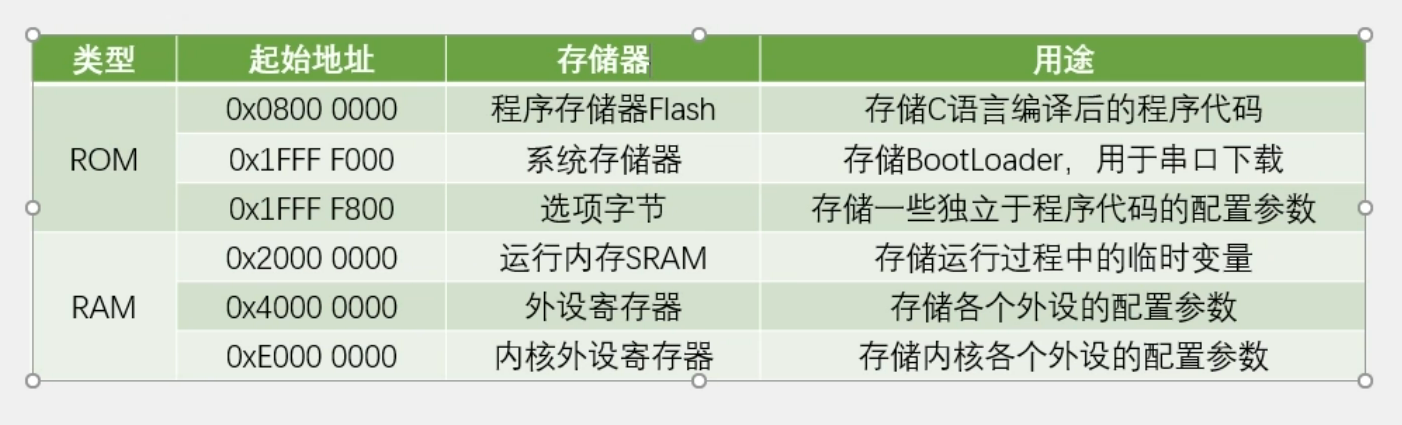 类型 起始地址 存储器 用途
ROM 0x0800 0000 程序存储器Flash 存储C语言编译后的程序代码
0x1FFF F000 系统存储器 存储BootLoader，用于串口下载
0x1FFF F800 选项字节 存储一些独立于程序代码的配置参数
RAM 0x2000 0000 运行内存SRAM 存储运行过程中的临时变量
0x4000 0000 外设寄存器 存储各个外设的配置参数
0xE000 0000 内核外设寄存器 存储内核各个外设的配置参数